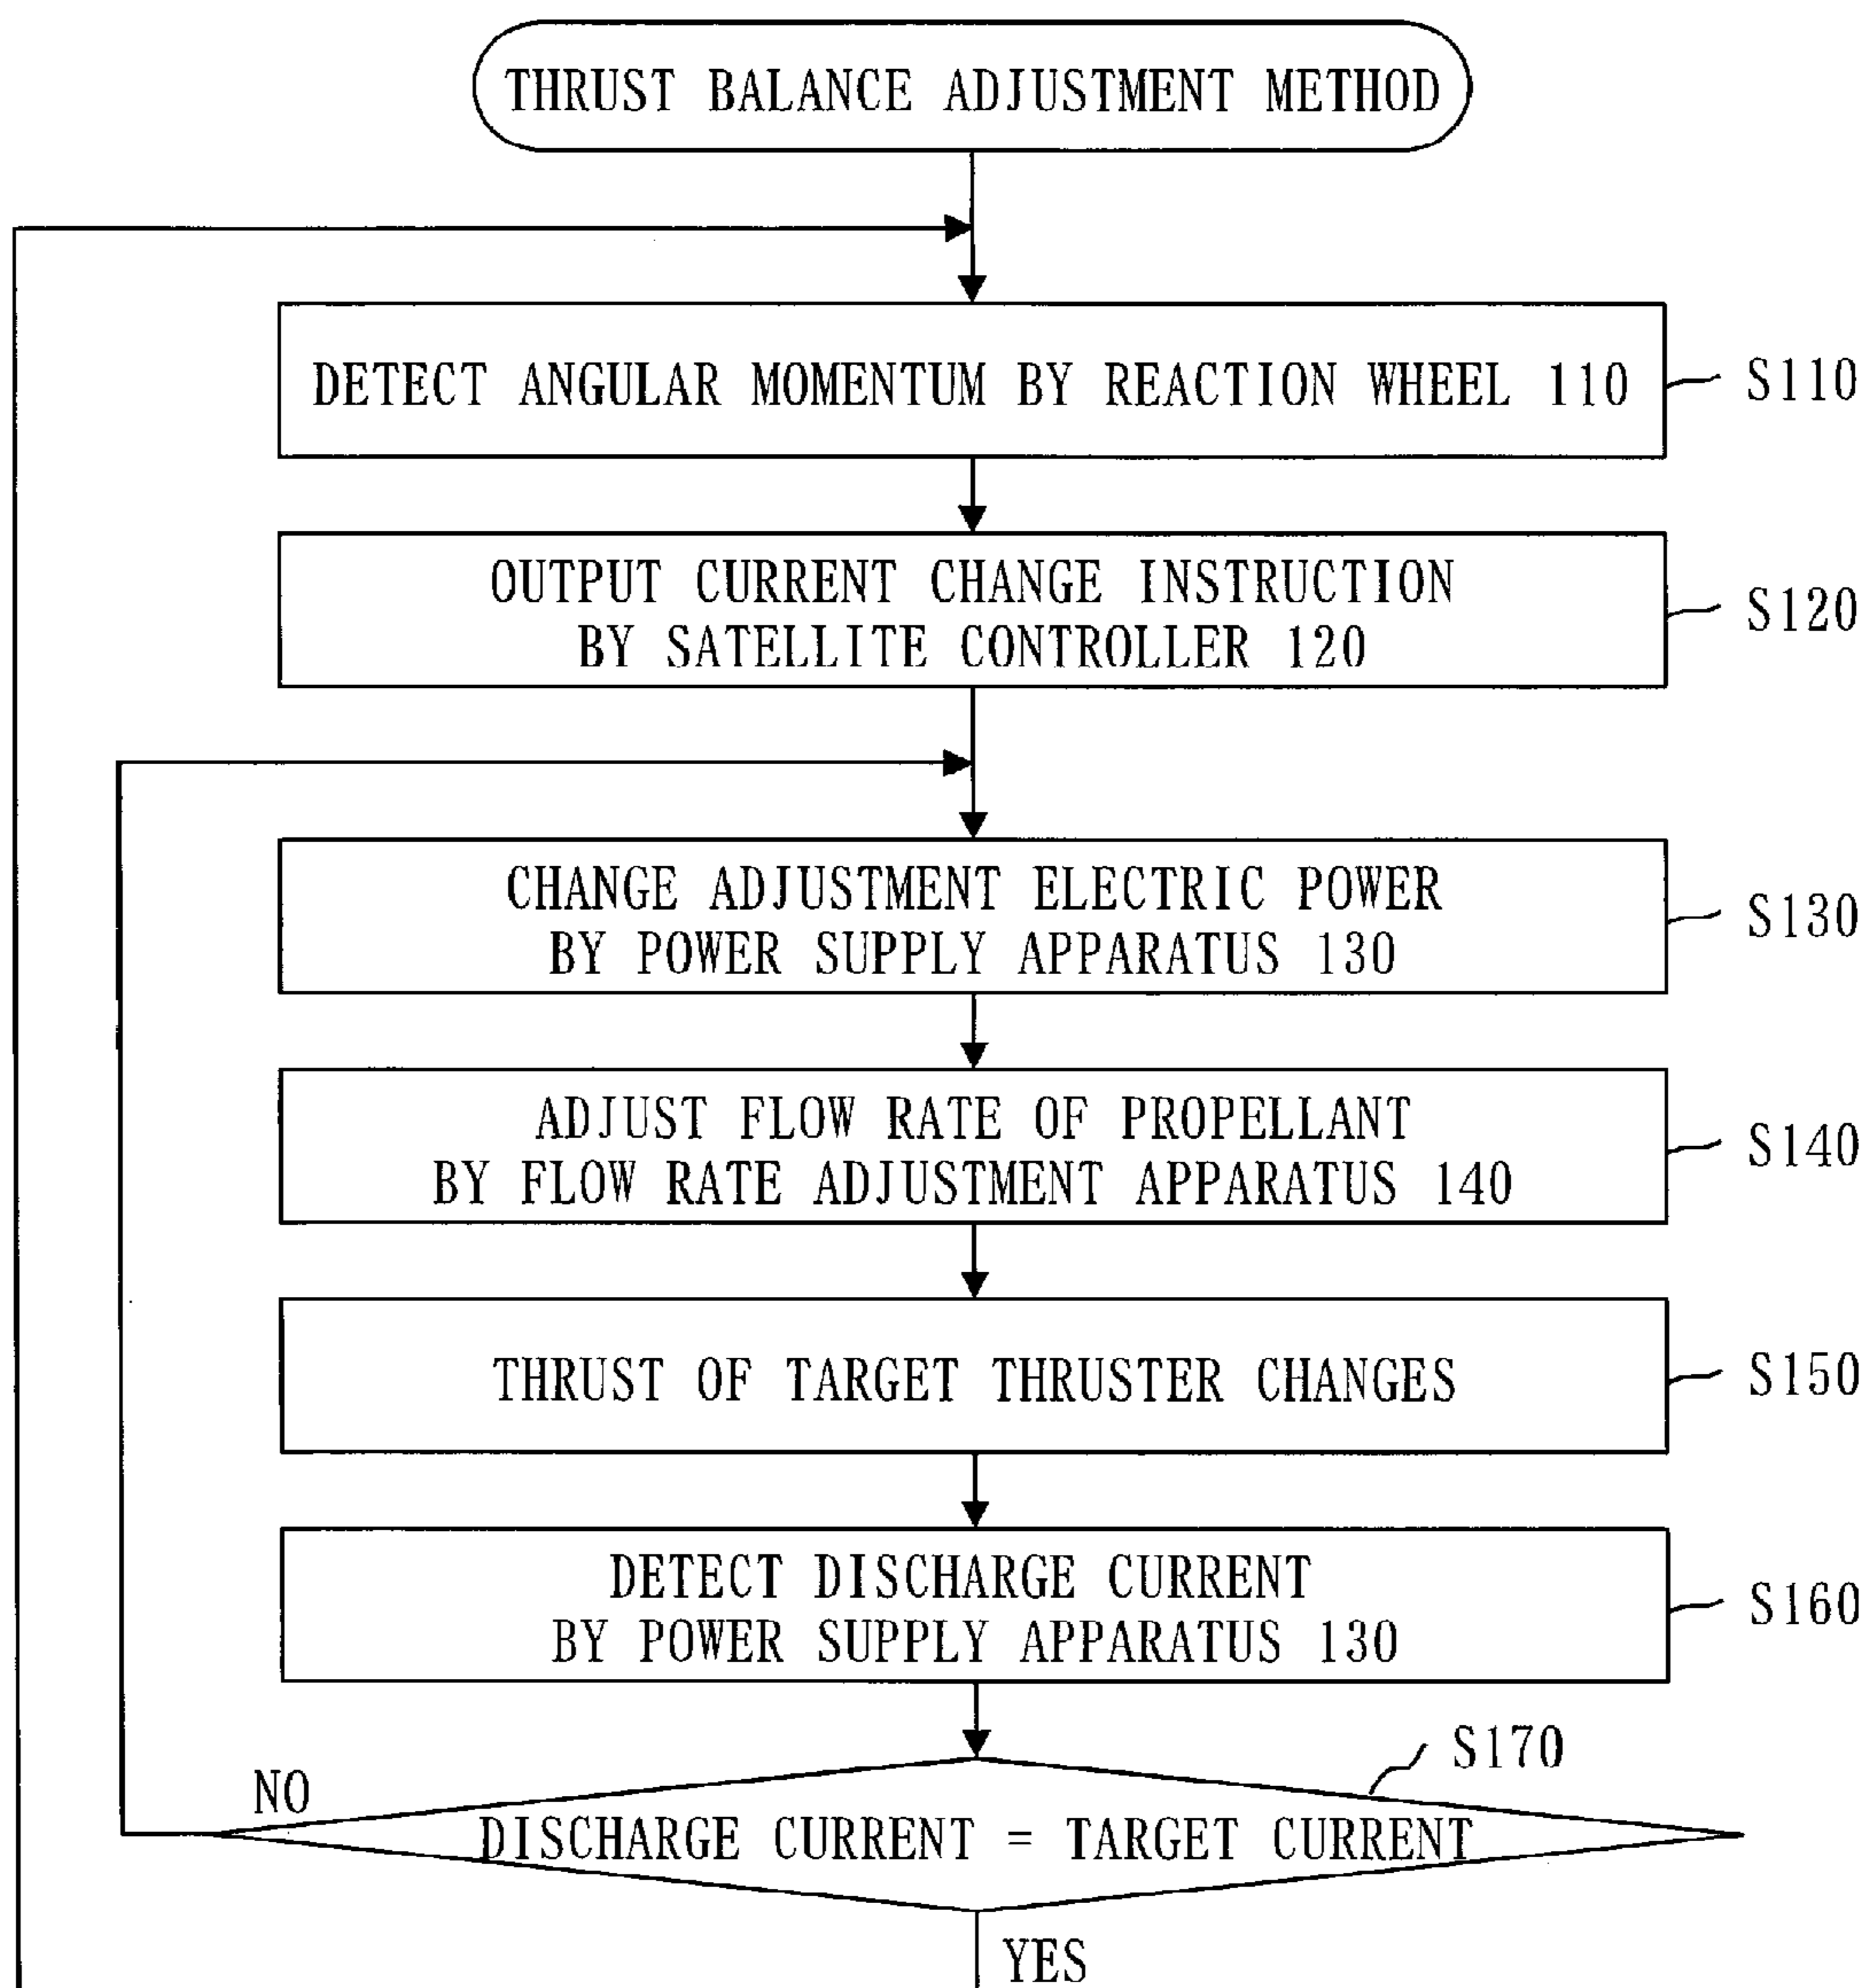 THRUST BALANCE ADJUSTMENT METHOD
DETECT ANGULAR MOMENTUM BY REACTION WHEEL 110
S110
OUTPUT CURRENT CHANGE INSTRUCTION
BY SATELLITE CONTROLLER 120
S120
CHANGE ADJUSTMENT ELECTRIC POWER
BY POWER SUPPLY APPARATUS 130
S130
ADJUST FLOW RATE OF PROPELLANT
BY FLOW RATE ADJUSTMENT APPARATUS 140
S140
THRUST OF TARGET THRUSTER CHANGES
S150
DETECT DISCHARGE CURRENT
BY POWER SUPPLY APPARATUS 130
S160
S170
NO
DISCHARGE CURRENT = TARGET CURRENT
YES